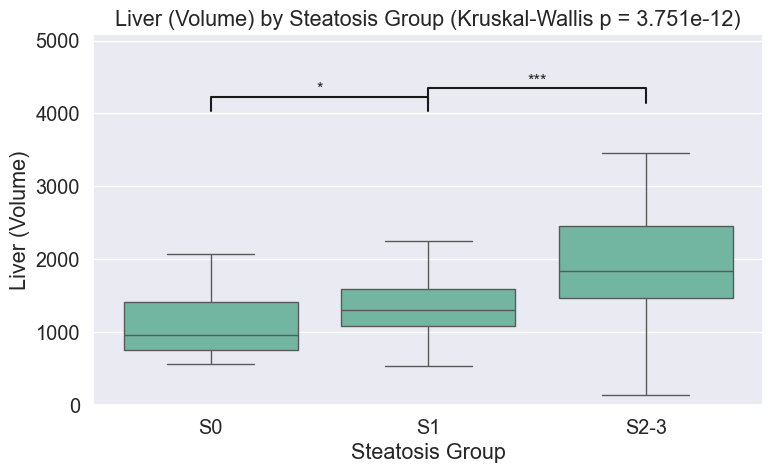 Liver (Volume) by Steatosis Group (Kruskal-Wallis p = 3.751e-12)
5000
4000
3000
2000
1000
0
Liver (Volume)
*
***
S0
S1
S2-3
Steatosis Group